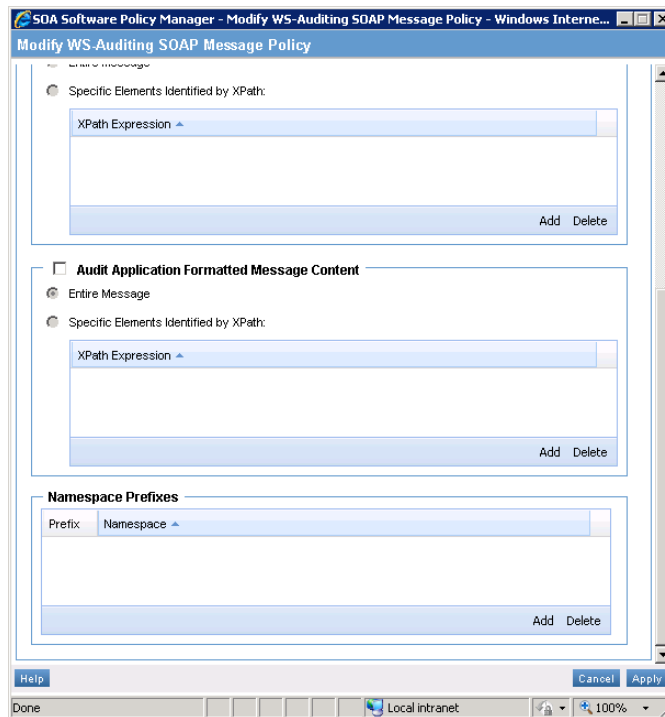 SOA Software Policy Manager - Modify WS-Auditing SOAP Message Policy - Windows Interne...
Modify WS-Auditing SOAP Message Policy
Entire Message
Specific Elements Identified by XPath:
XPath Expression
Add Delete
Audit Application Formatted Message Content
Entire Message
Specific Elements Identified by XPath:
XPath Expression
Add Delete
Namespace Prefixes
Prefix Namespace
Add Delete
Help Cancel Apply
Done Local intranet 100%